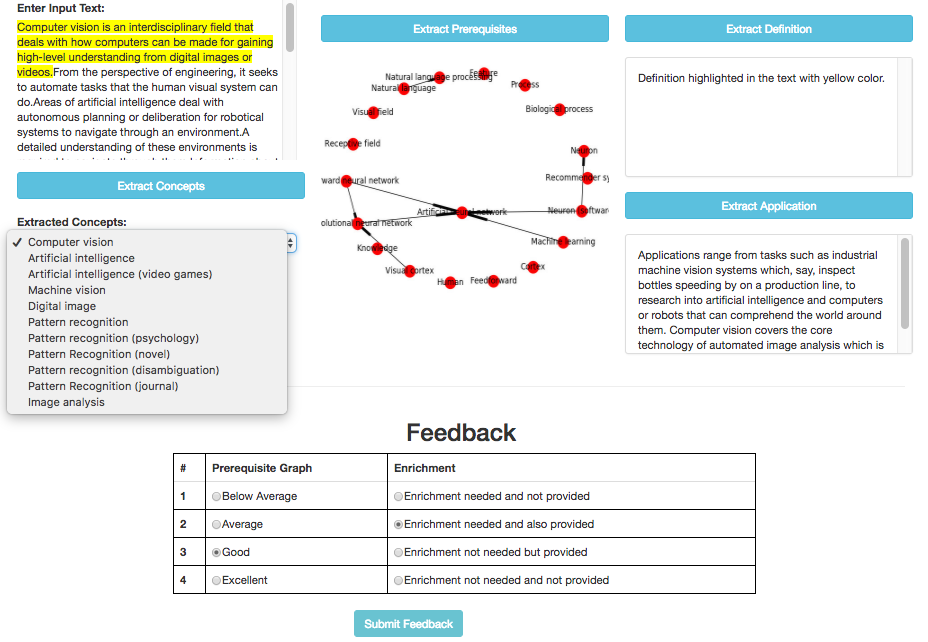 Enter Input Text:
Computer vision is an interdisciplinary field that
deals with how computers can be made for gaining
high-level understanding from digital images or
videos.From the perspective of engineering, it seeks
to automate tasks that the human visual system can
do.Areas of artificial intelligence deal with
autonomous planning or deliberation for robotical
systems to navigate through an environment.A
detailed understanding of these environments is
Extract Concepts
Extracted Concepts:
✓ Computer vision
Artificial intelligence
Artificial intelligence (video games)
Machine vision
Digital image
Pattern recognition
Pattern recognition (psychology)
Pattern Recognition (novel)
Pattern recognition (disambiguation)
Pattern Recognition (journal)
Image analysis
Extract Prerequisites
Natural language processing
Feature
Natural language
Process
Visual field
Biological process
Receptive field
Neuron
ward neural network
Recommender sy
Artificial neural network
Neuron (softwar
olutional neural network
Knowledge
Machine learning
Visual cortex
Cortex
Human
Feedforward
Extract Definition
Definition highlighted in the text with yellow color.
Extract Application
Applications range from tasks such as industrial
machine vision systems which, say, inspect
bottles speeding by on a production line, to
research into artificial intelligence and computers
or robots that can comprehend the world around
them. Computer vision covers the core
technology of automated image analysis which is
Feedback
# Prerequisite Graph Enrichment
1 Below Average Enrichment needed and not provided
2 Average Enrichment needed and also provided
3 Good Enrichment not needed but provided
4 Excellent Enrichment not needed and not provided
Submit Feedback